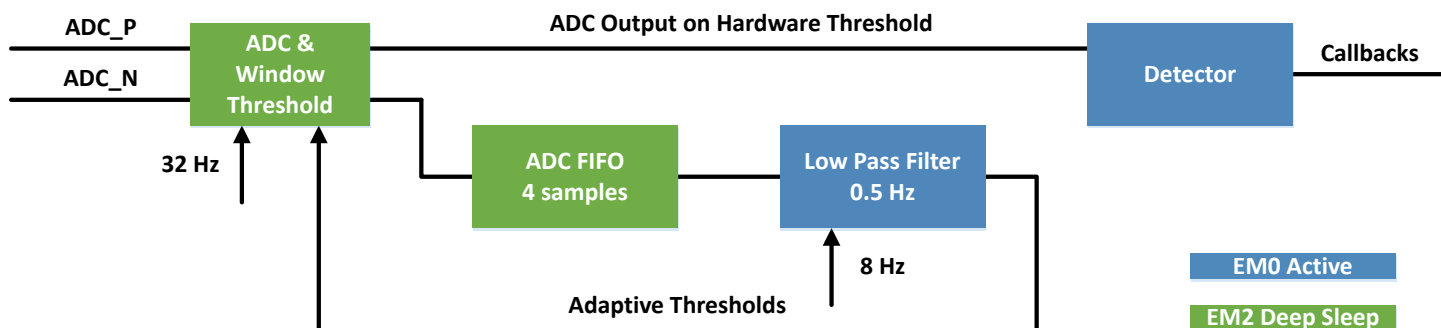 ADC_P
ADC_N
ADC &
Window
Threshold
ADC Output on Hardware Threshold
Detector
Callbacks
32 Hz
ADC FIFO
4 samples
Low Pass Filter
0.5 Hz
8 Hz
Adaptive Thresholds
EM0 Active
EM2 Deep Sleep